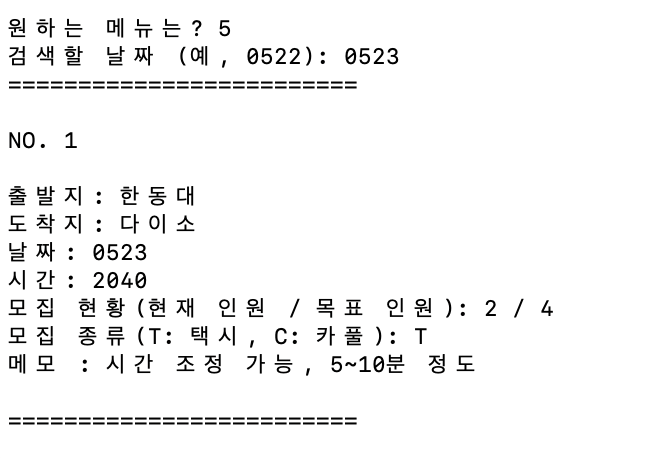 원하는 메뉴는? 5
검색할 날짜 (예, 0522): 0523
=========================
NO. 1
출발지: 한동대
도착지: 다이소
날짜: 0523
시간: 2040
모집 현황(현재 인원 / 목표 인원): 2 / 4
모집 종류(T: 택시, C: 카풀): T
메모 : 시간 조정 가능, 5~10분 정도
=========================